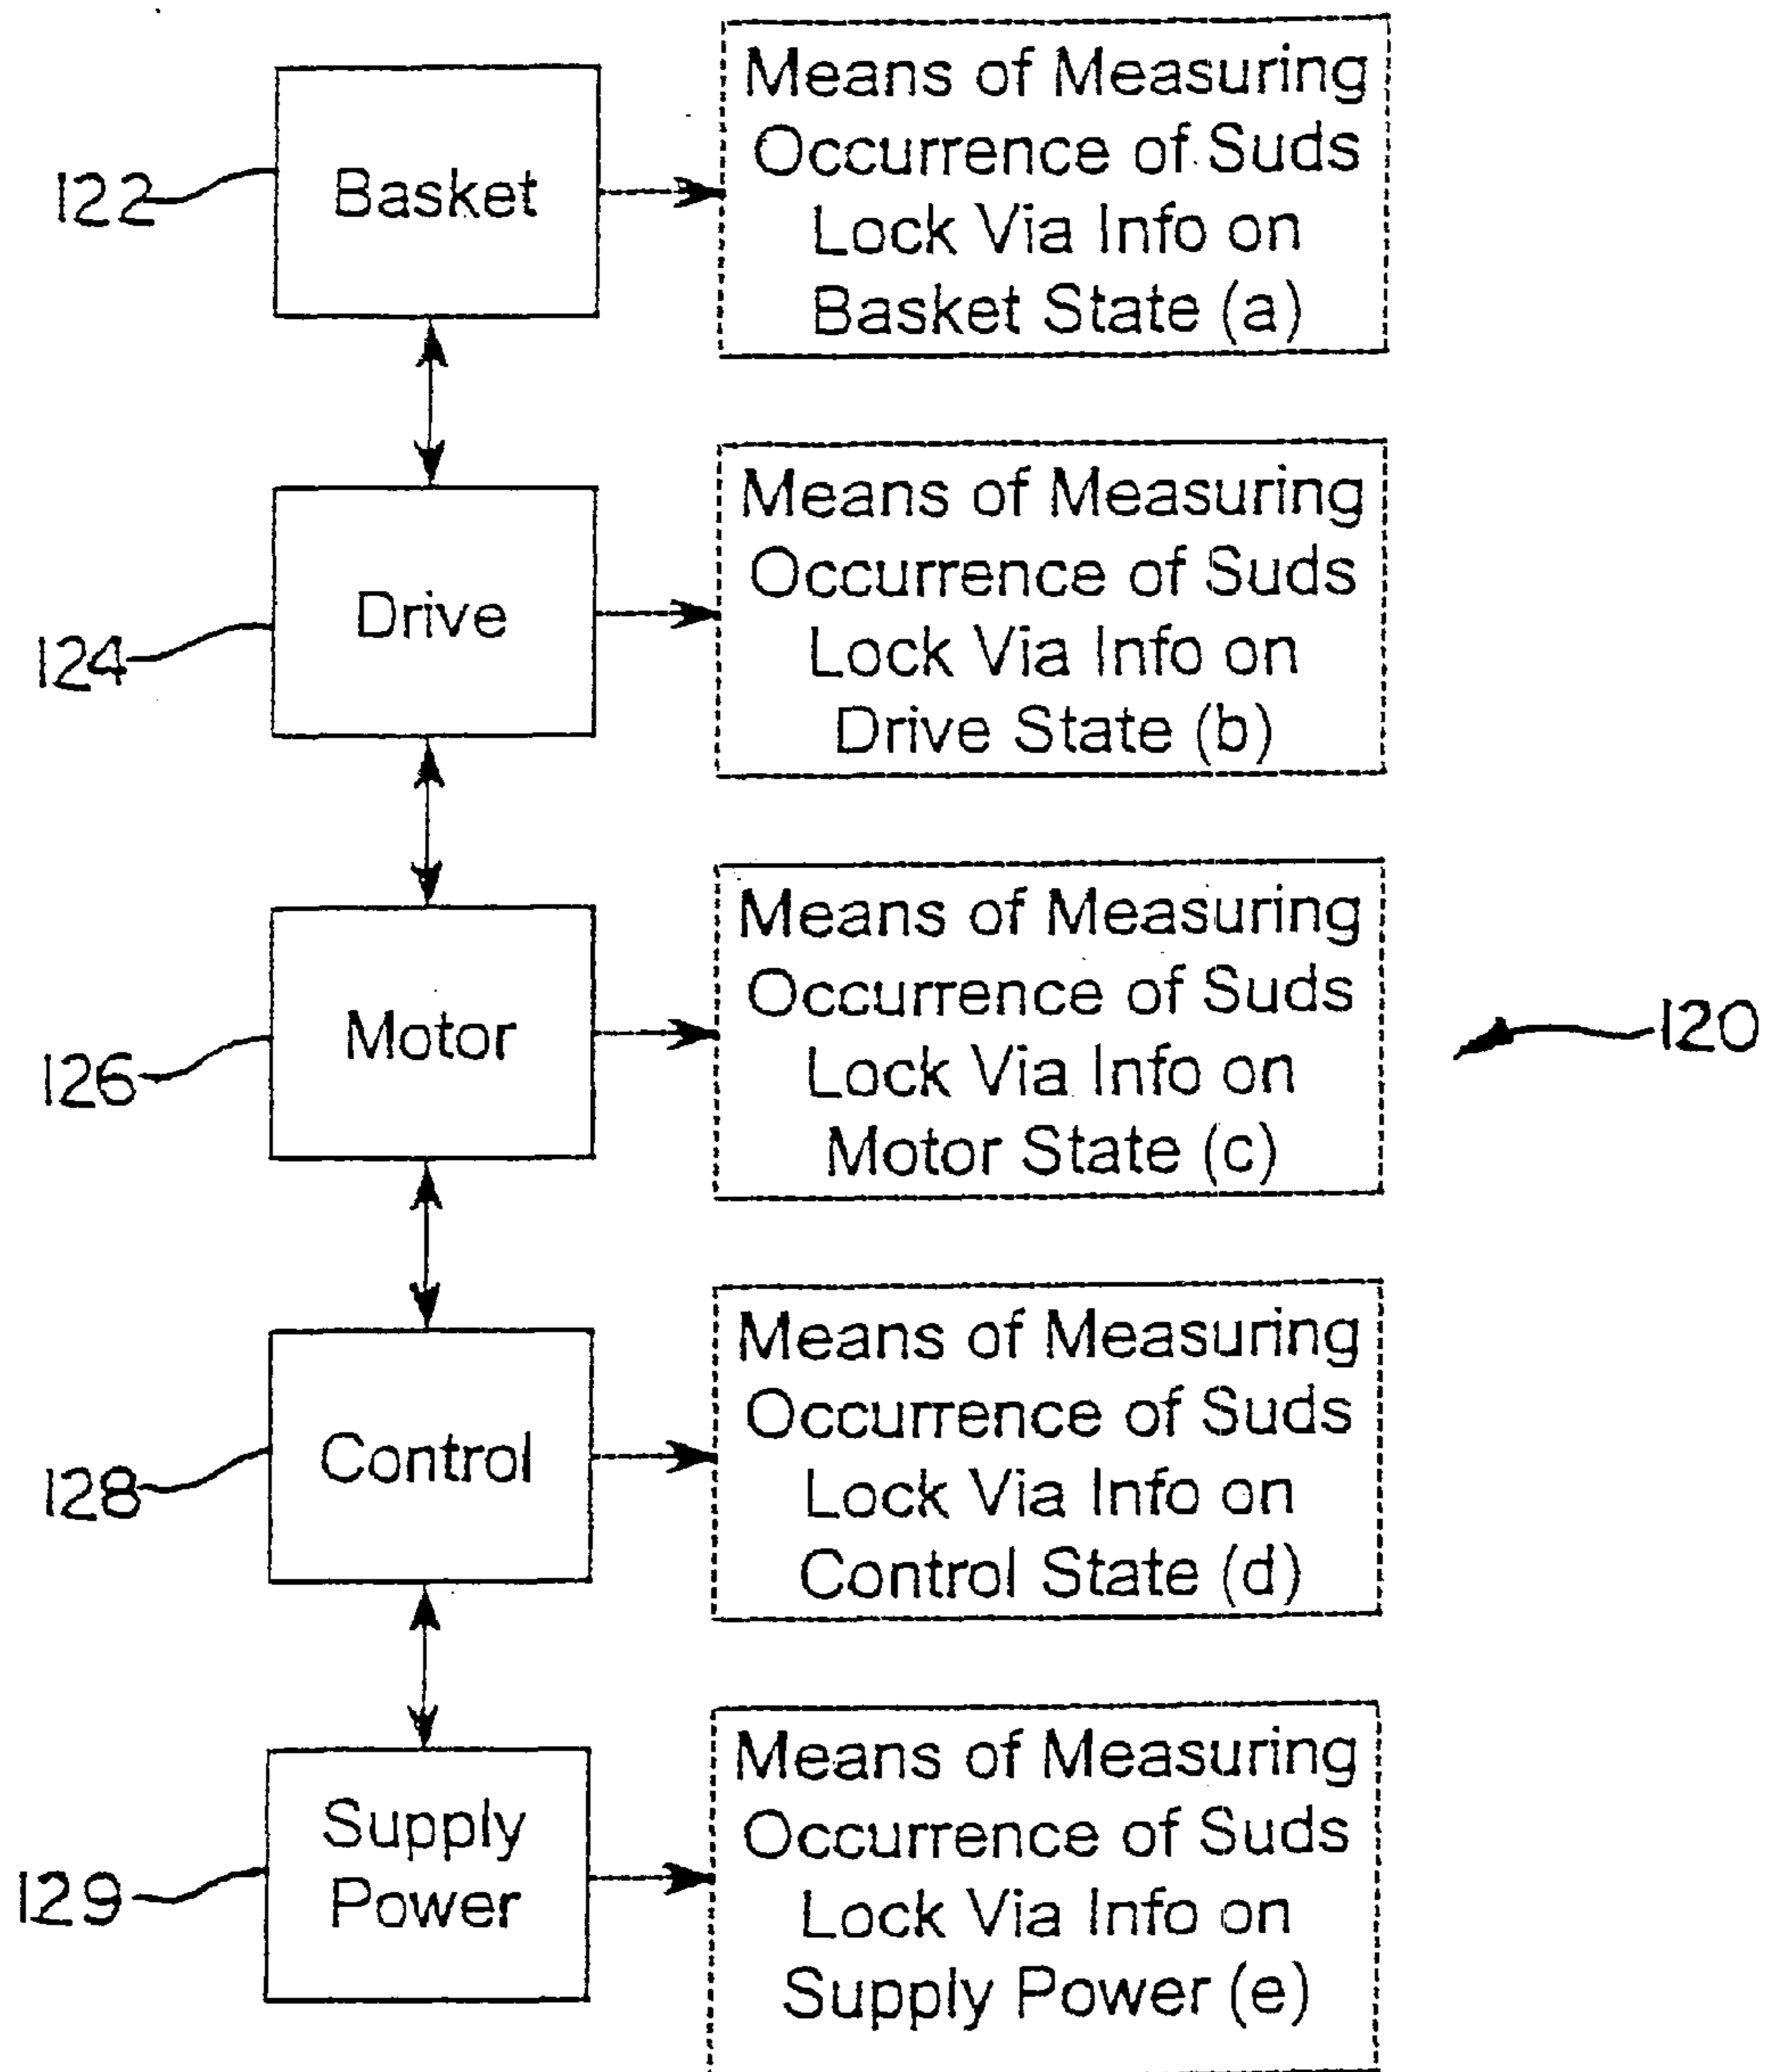 122
Basket
Means of Measuring
Occurrence of Suds
Lock Via Info on
Basket State (a)
124
Drive
Means of Measuring
Occurrence of Suds
Lock Via Info on
Drive State (b)
126
Motor
Means of Measuring
Occurrence of Suds
Lock Via Info on
Motor State (c)
120
128
Control
Means of Measuring
Occurrence of Suds
Lock Via Info on
Control State (d)
129
Supply
Power
Means of Measuring
Occurrence of Suds
Lock Via Info on
Supply Power (e)